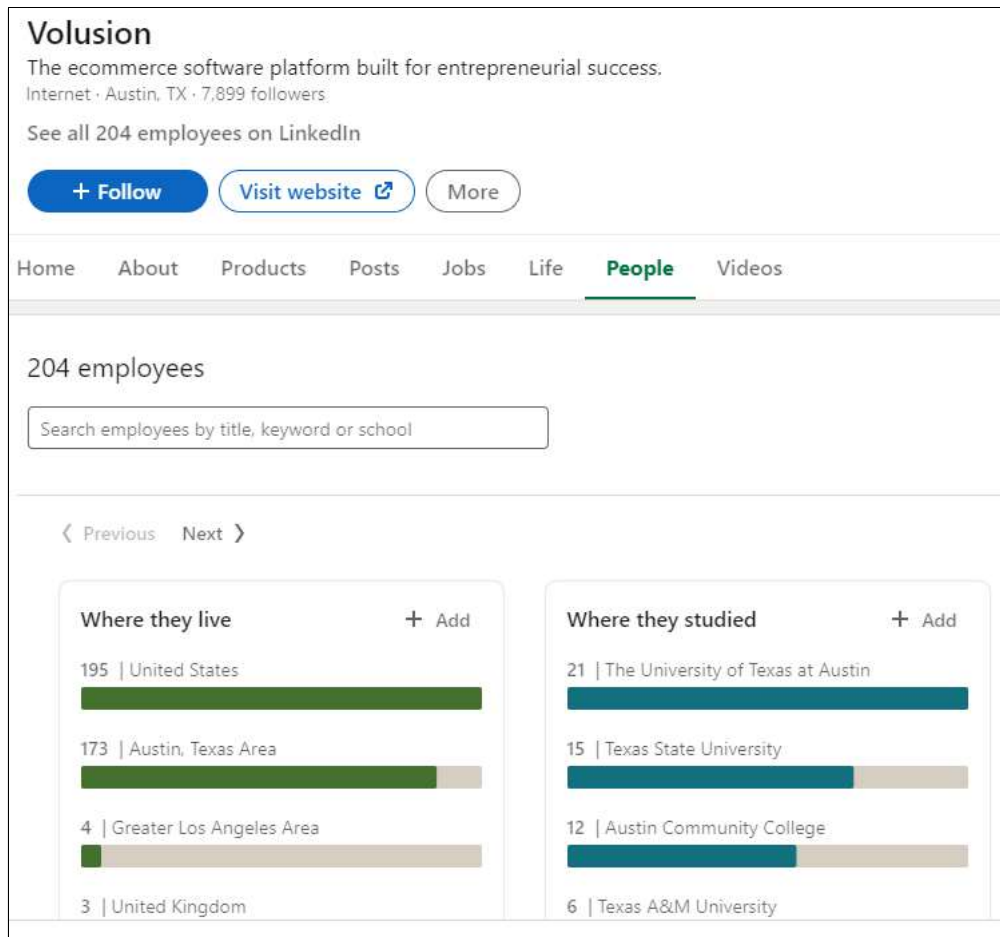 Volusion
The ecommerce software platform built for entrepreneurial success.
Internet · Austin, TX · 7,899 followers
See all 204 employees on LinkedIn
+ Follow Visit website More
Home About Products Posts Jobs Life People Videos
204 employees
Search employees by title, keyword or school
Previous Next
Where they live + Add
195 | United States
173 | Austin, Texas Area
4 | Greater Los Angeles Area
3 | United Kingdom
Where they studied + Add
21 | The University of Texas at Austin
15 | Texas State University
12 | Austin Community College
6 | Texas A&M University